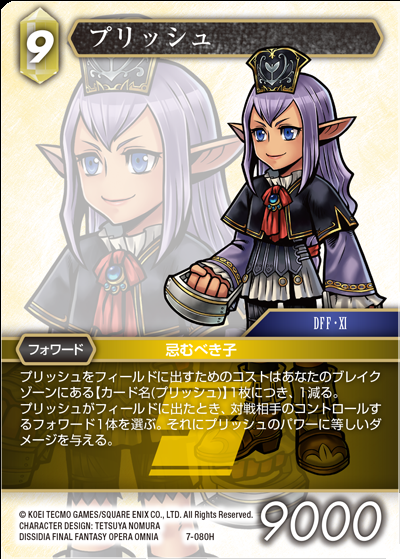 9
プリッシュ
DFF・XI
フォワード
忌むべき子
プリッシュをフィールドに出すためのコストはあなたのブレイク
ゾーンにある【カード名(プリッシュ)】1枚につき、1減る。
プリッシュがフィールドに出たとき、対戦相手のコントロールす
るフォワード1体を選ぶ。それにプリッシュのパワーに等しいダ
メージを与える。
© KOEI TECMO GAMES/SQUARE ENIX CO., LTD. All Rights Reserved.
CHARACTER DESIGN: TETSUYA NOMURA
DISSIDIA FINAL FANTASY OPERA OMNIA 7-080H
9000